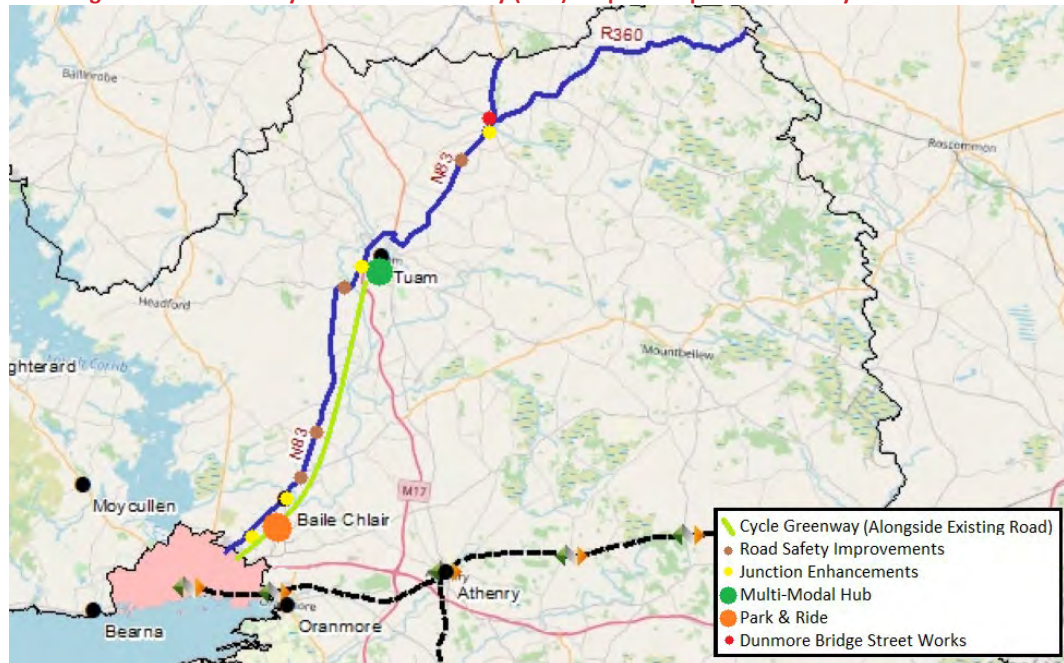 R360
Ballinrobe
Roscommon
N83
Tuam
Headford
Mountbellew
ghterard
N83
M17
Moycullen
Baile Chlair
Athenry
Bearna
Oranmore
Cycle Greenway (Alongside Existing Road)
Road Safety Improvements
Junction Enhancements
Multi-Modal Hub
Park & Ride
Dunmore Bridge Street Works